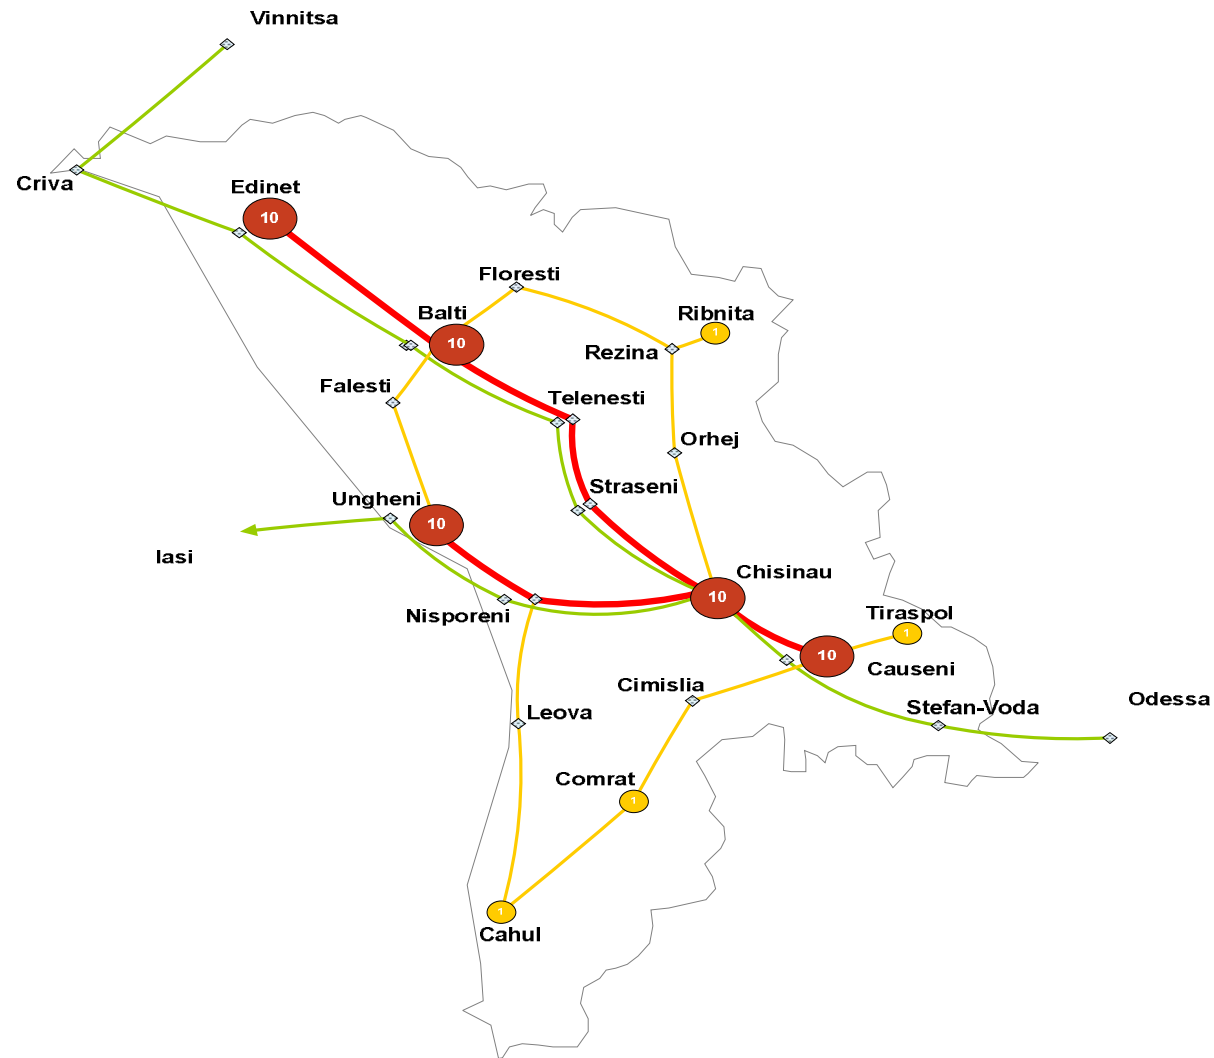 Vinnitsa
Criva
Edinet
10
Floresti
Balti
10
Ribnita
1
Rezina
Falesti
Telenesti
Orhej
Straseni
Ungheni
10
Iasi
Chisinau
10
Nisporeni
Tiraspol
1
10
Causeni
Cimislia
Stefan-Voda
Odessa
Leova
Comrat
1
1
Cahul